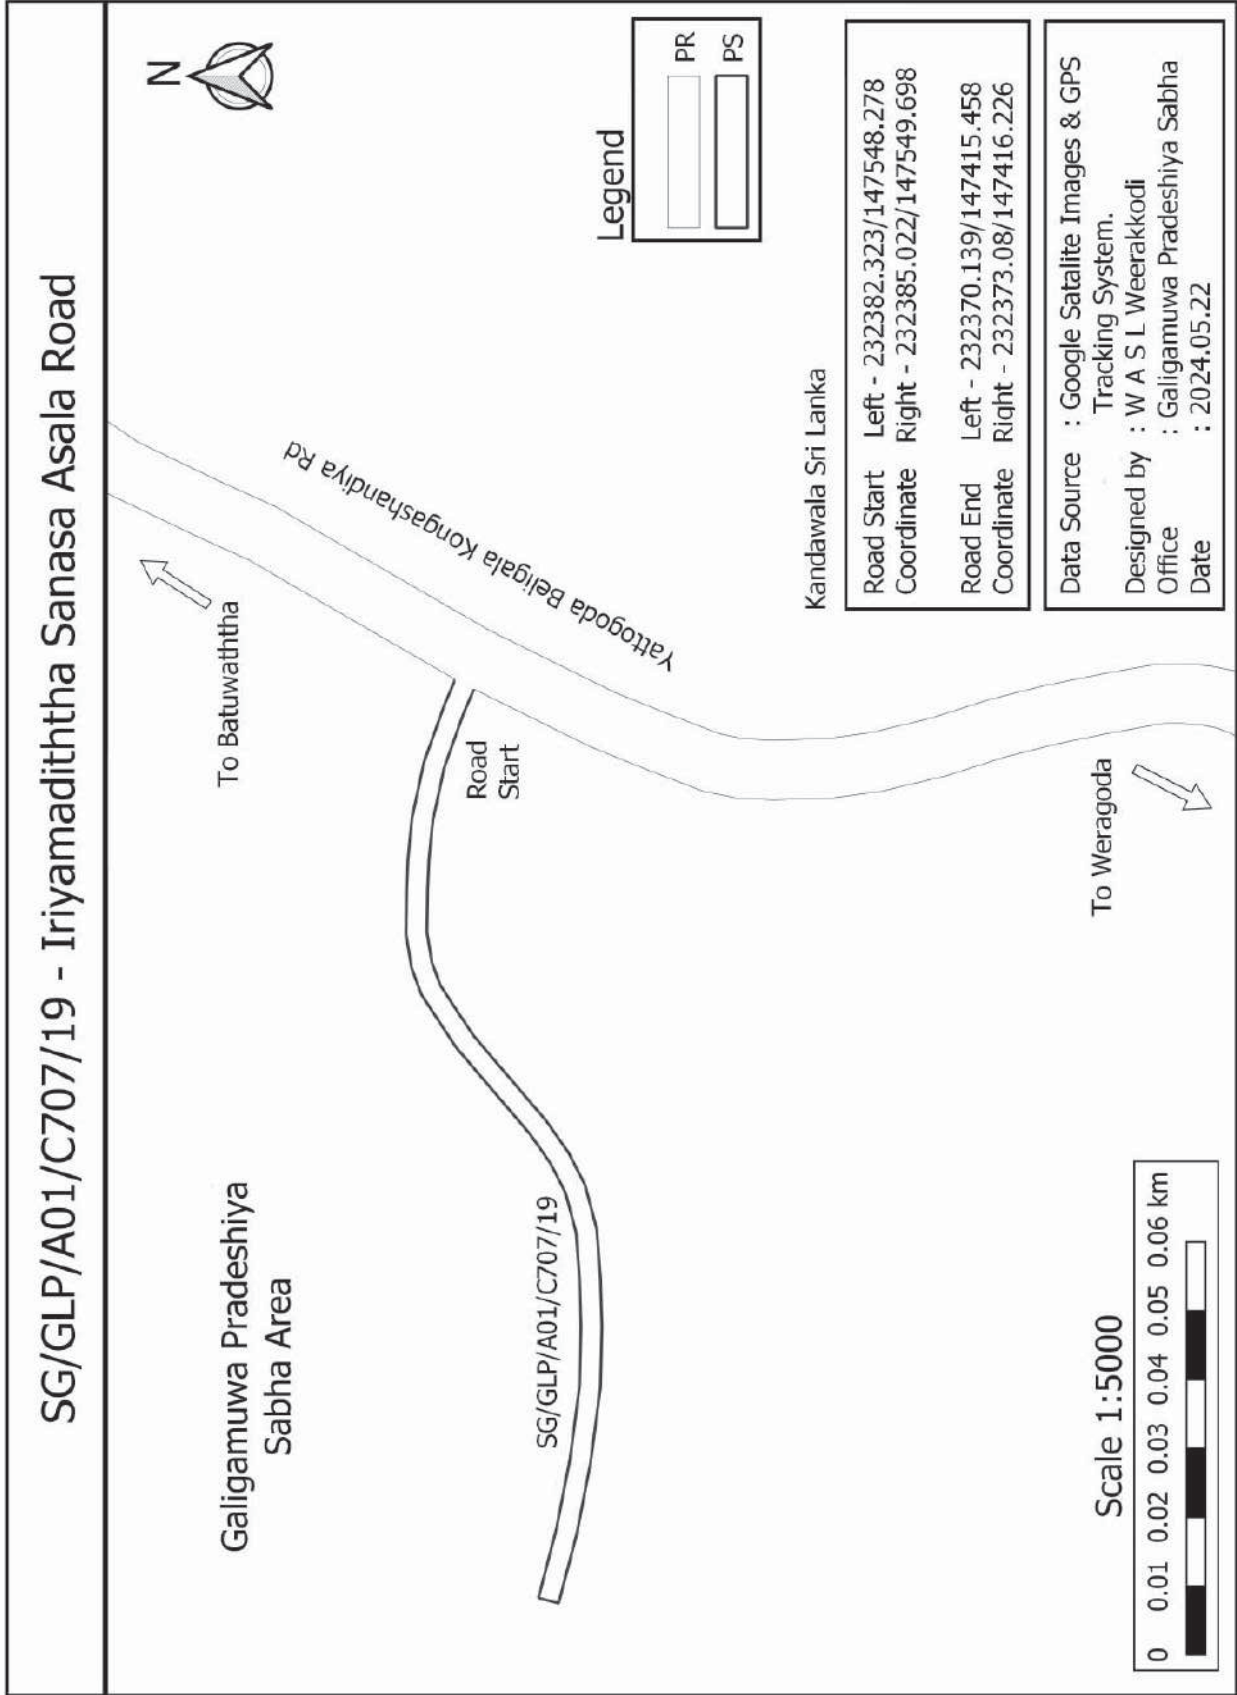 SG/GLP/A01/C707/19 - Iriyamadiththa Sanasa Asala Road
N
Galigamuwa Pradeshiya
Sabha Area
To Batuwaththa
Yattogoda Beligala Kongashandiya Rd
Road
Start
SG/GLP/A01/C707/19
Legend
PR
PS
Kandawala Sri Lanka
Road Start Left - 232382.323/147548.278
Coordinate Right - 232385.022/147549.698
Road End Left - 232370.139/147415.458
Coordinate Right - 232373.08/147416.226
To Weragoda
Data Source : Google Satalite Images & GPS
Tracking System.
Designed by : W A S L Weerakkodi
Office : Galigamuwa Pradeshiya Sabha
Date : 2024.05.22
Scale 1:5000
0 0.01 0.02 0.03 0.04 0.05 0.06 km